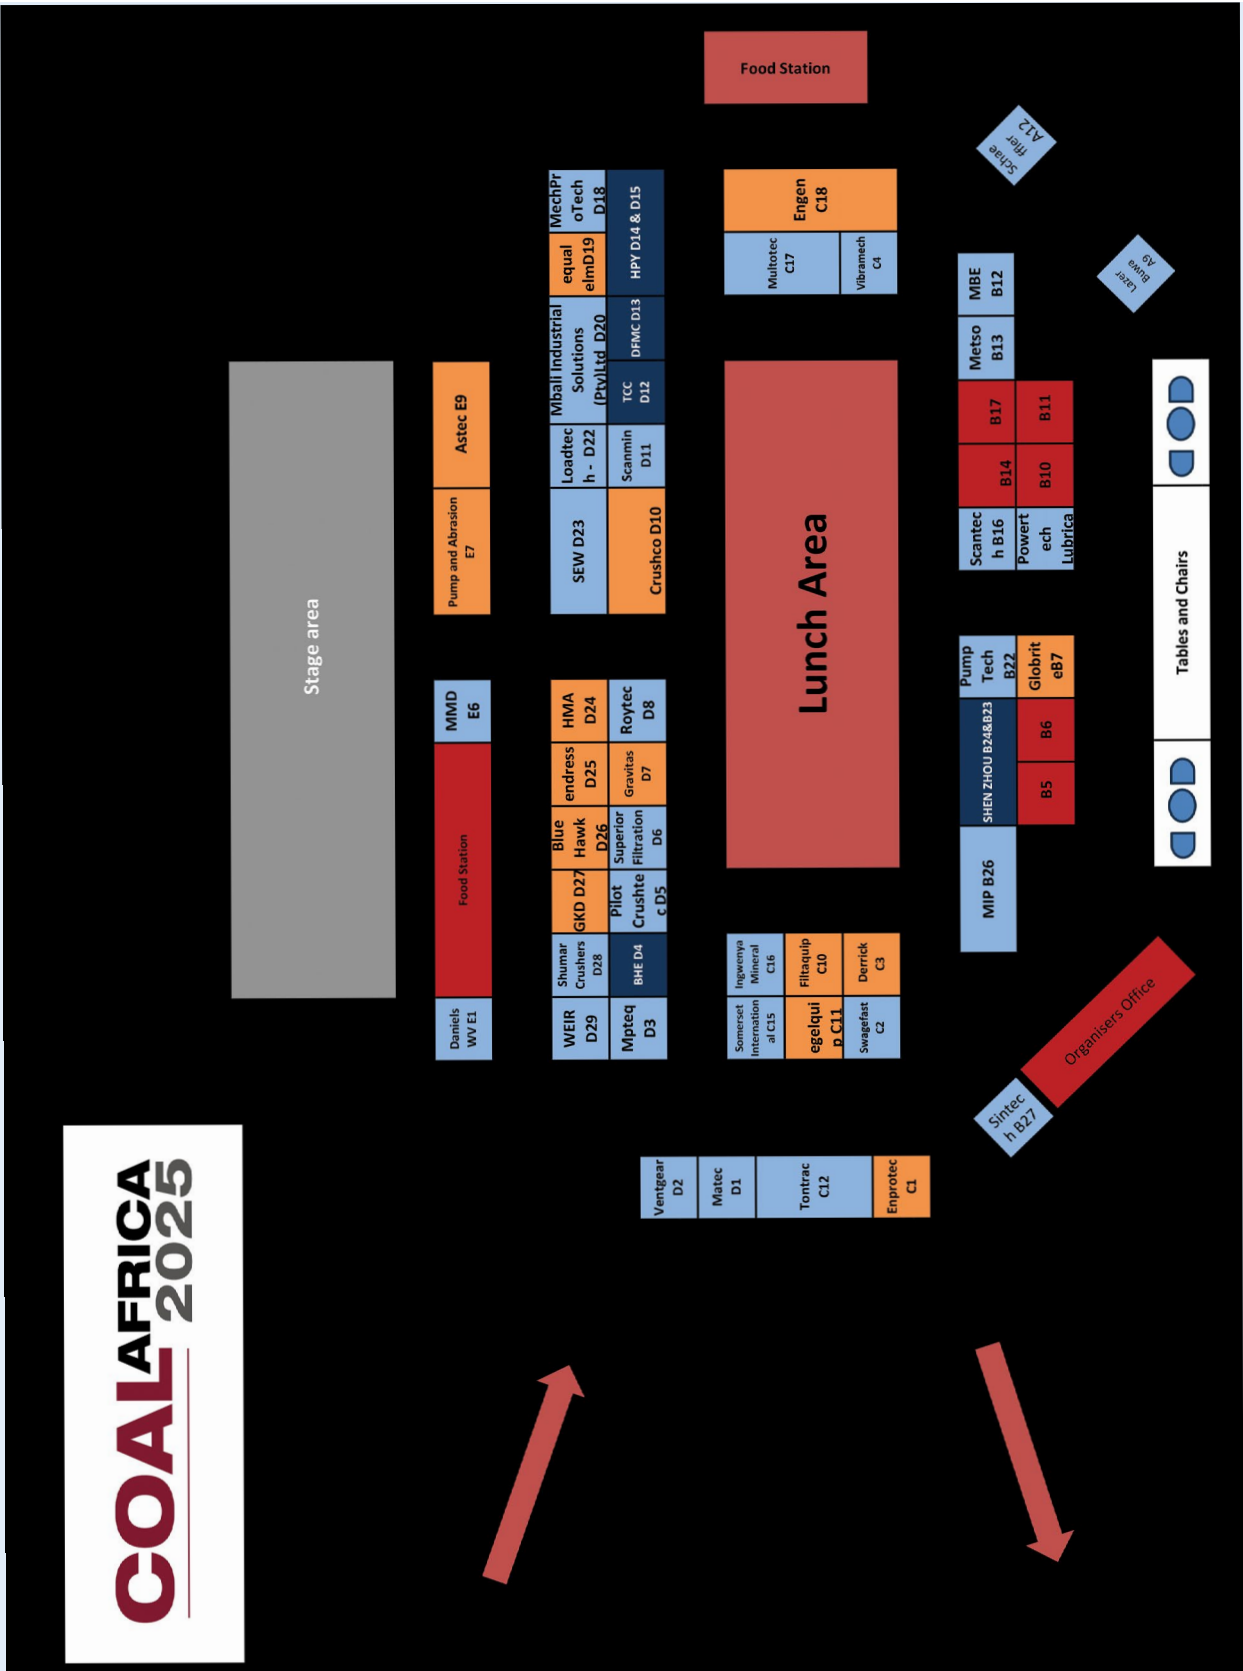 COALAFRICA
2025
Stage area
Astec E9
Pump and Abrasion
E7
MMD
E6
Food Station
Daniels
WV E1
MechPr
oTech
D18
equal
elmD19
Mbali Industrial
Solutions
(Pty)Ltd D20
Loadtec
h - D22
SEW D23
HPY D14 & D15
DFMC D13
TCC
D12
Scanmin
D11
Crushco D10
HMA
D24
endress
D25
Blue
Hawk
D26
GKD D27
Shumar
Crushers
D28
WEIR
D29
Roytec
D8
Gravitas
D7
Superior
Filtration
D6
Pilot
Crushte
c D5
BHE D4
Mpteq
D3
Food Station
Engen
C18
Multotec
C17
Vibramech
C4
Lunch Area
Ingwenya
Mineral
C16
Filtaquip
C10
Derrick
C3
Somerset
Internation
al C15
egelqui
p C11
Swagefast
C2
Ventgear
D2
Matec
D1
Tontrac
C12
Enprotec
C1
Schae
ffler
A12
Lazer
Buwa
A9
MBE
B12
Metso
B13
B17
B11
B14
B10
Scantec
h B16
Powert
ech
Lubrica
Pump
Tech
B22
Globrit
eB7
SHEN ZHOU B24&B23
B6
B5
MIP B26
Tables and Chairs
Organisers Office
Sintec
h B27